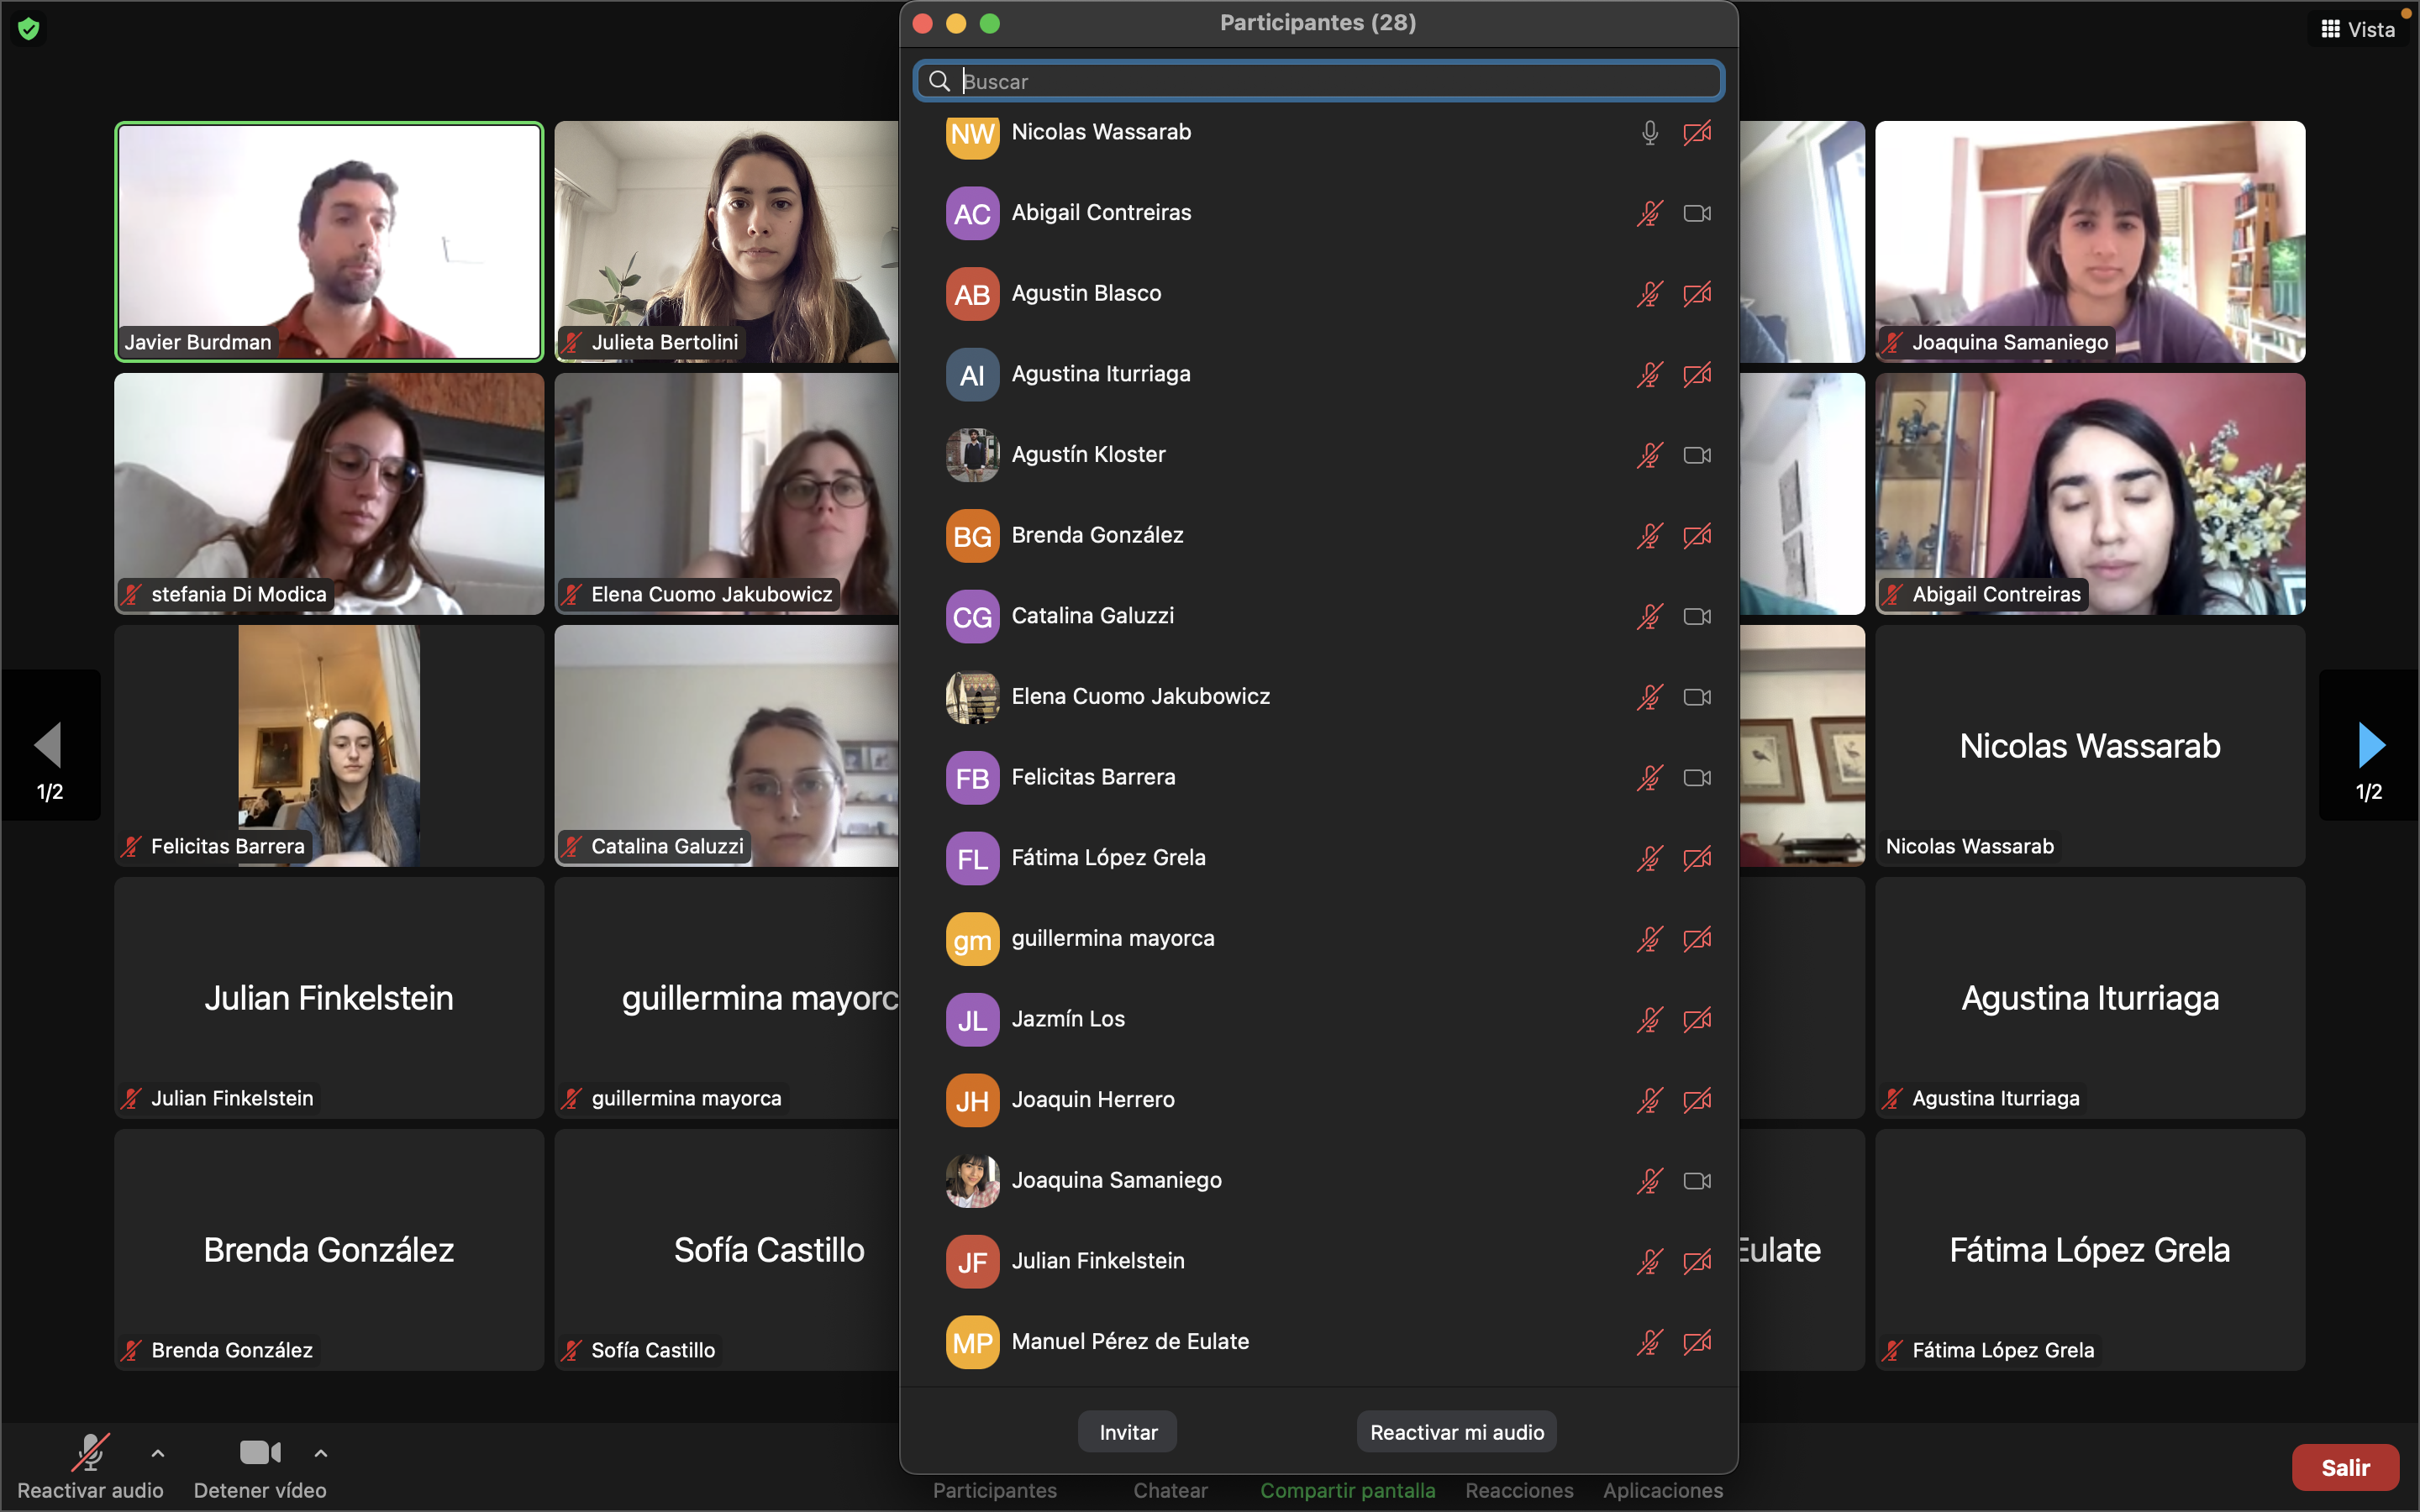 Participantes (28)
Vista
Buscar
NW Nicolas Wassarab
AC Abigail Contreiras
AB Agustin Blasco
AI Agustina Iturriaga
Agustín Kloster
BG Brenda González
CG Catalina Galuzzi
Elena Cuomo Jakubowicz
FB Felicitas Barrera
FL Fátima López Grela
gm guillermina mayorca
JL Jazmín Los
JH Joaquin Herrero
Joaquina Samaniego
JF Julian Finkelstein
MP Manuel Pérez de Eulate
Invitar
Reactivar mi audio
Javier Burdman
Julieta Bertolini
Joaquina Samaniego
stefania Di Modica
Elena Cuomo Jakubowicz
Abigail Contreiras
1/2
Felicitas Barrera
Catalina Galuzzi
Nicolas Wassarab
Nicolas Wassarab
1/2
Julian Finkelstein
Julian Finkelstein
guillermina mayorc
guillermina mayorca
Agustina Iturriaga
Agustina Iturriaga
Brenda González
Brenda González
Sofía Castillo
Sofía Castillo
Eulate
Fátima López Grela
Fátima López Grela
Reactivar audio
Detener vídeo
Participantes
Chatear
Compartir pantalla
Reacciones
Aplicaciones
Salir